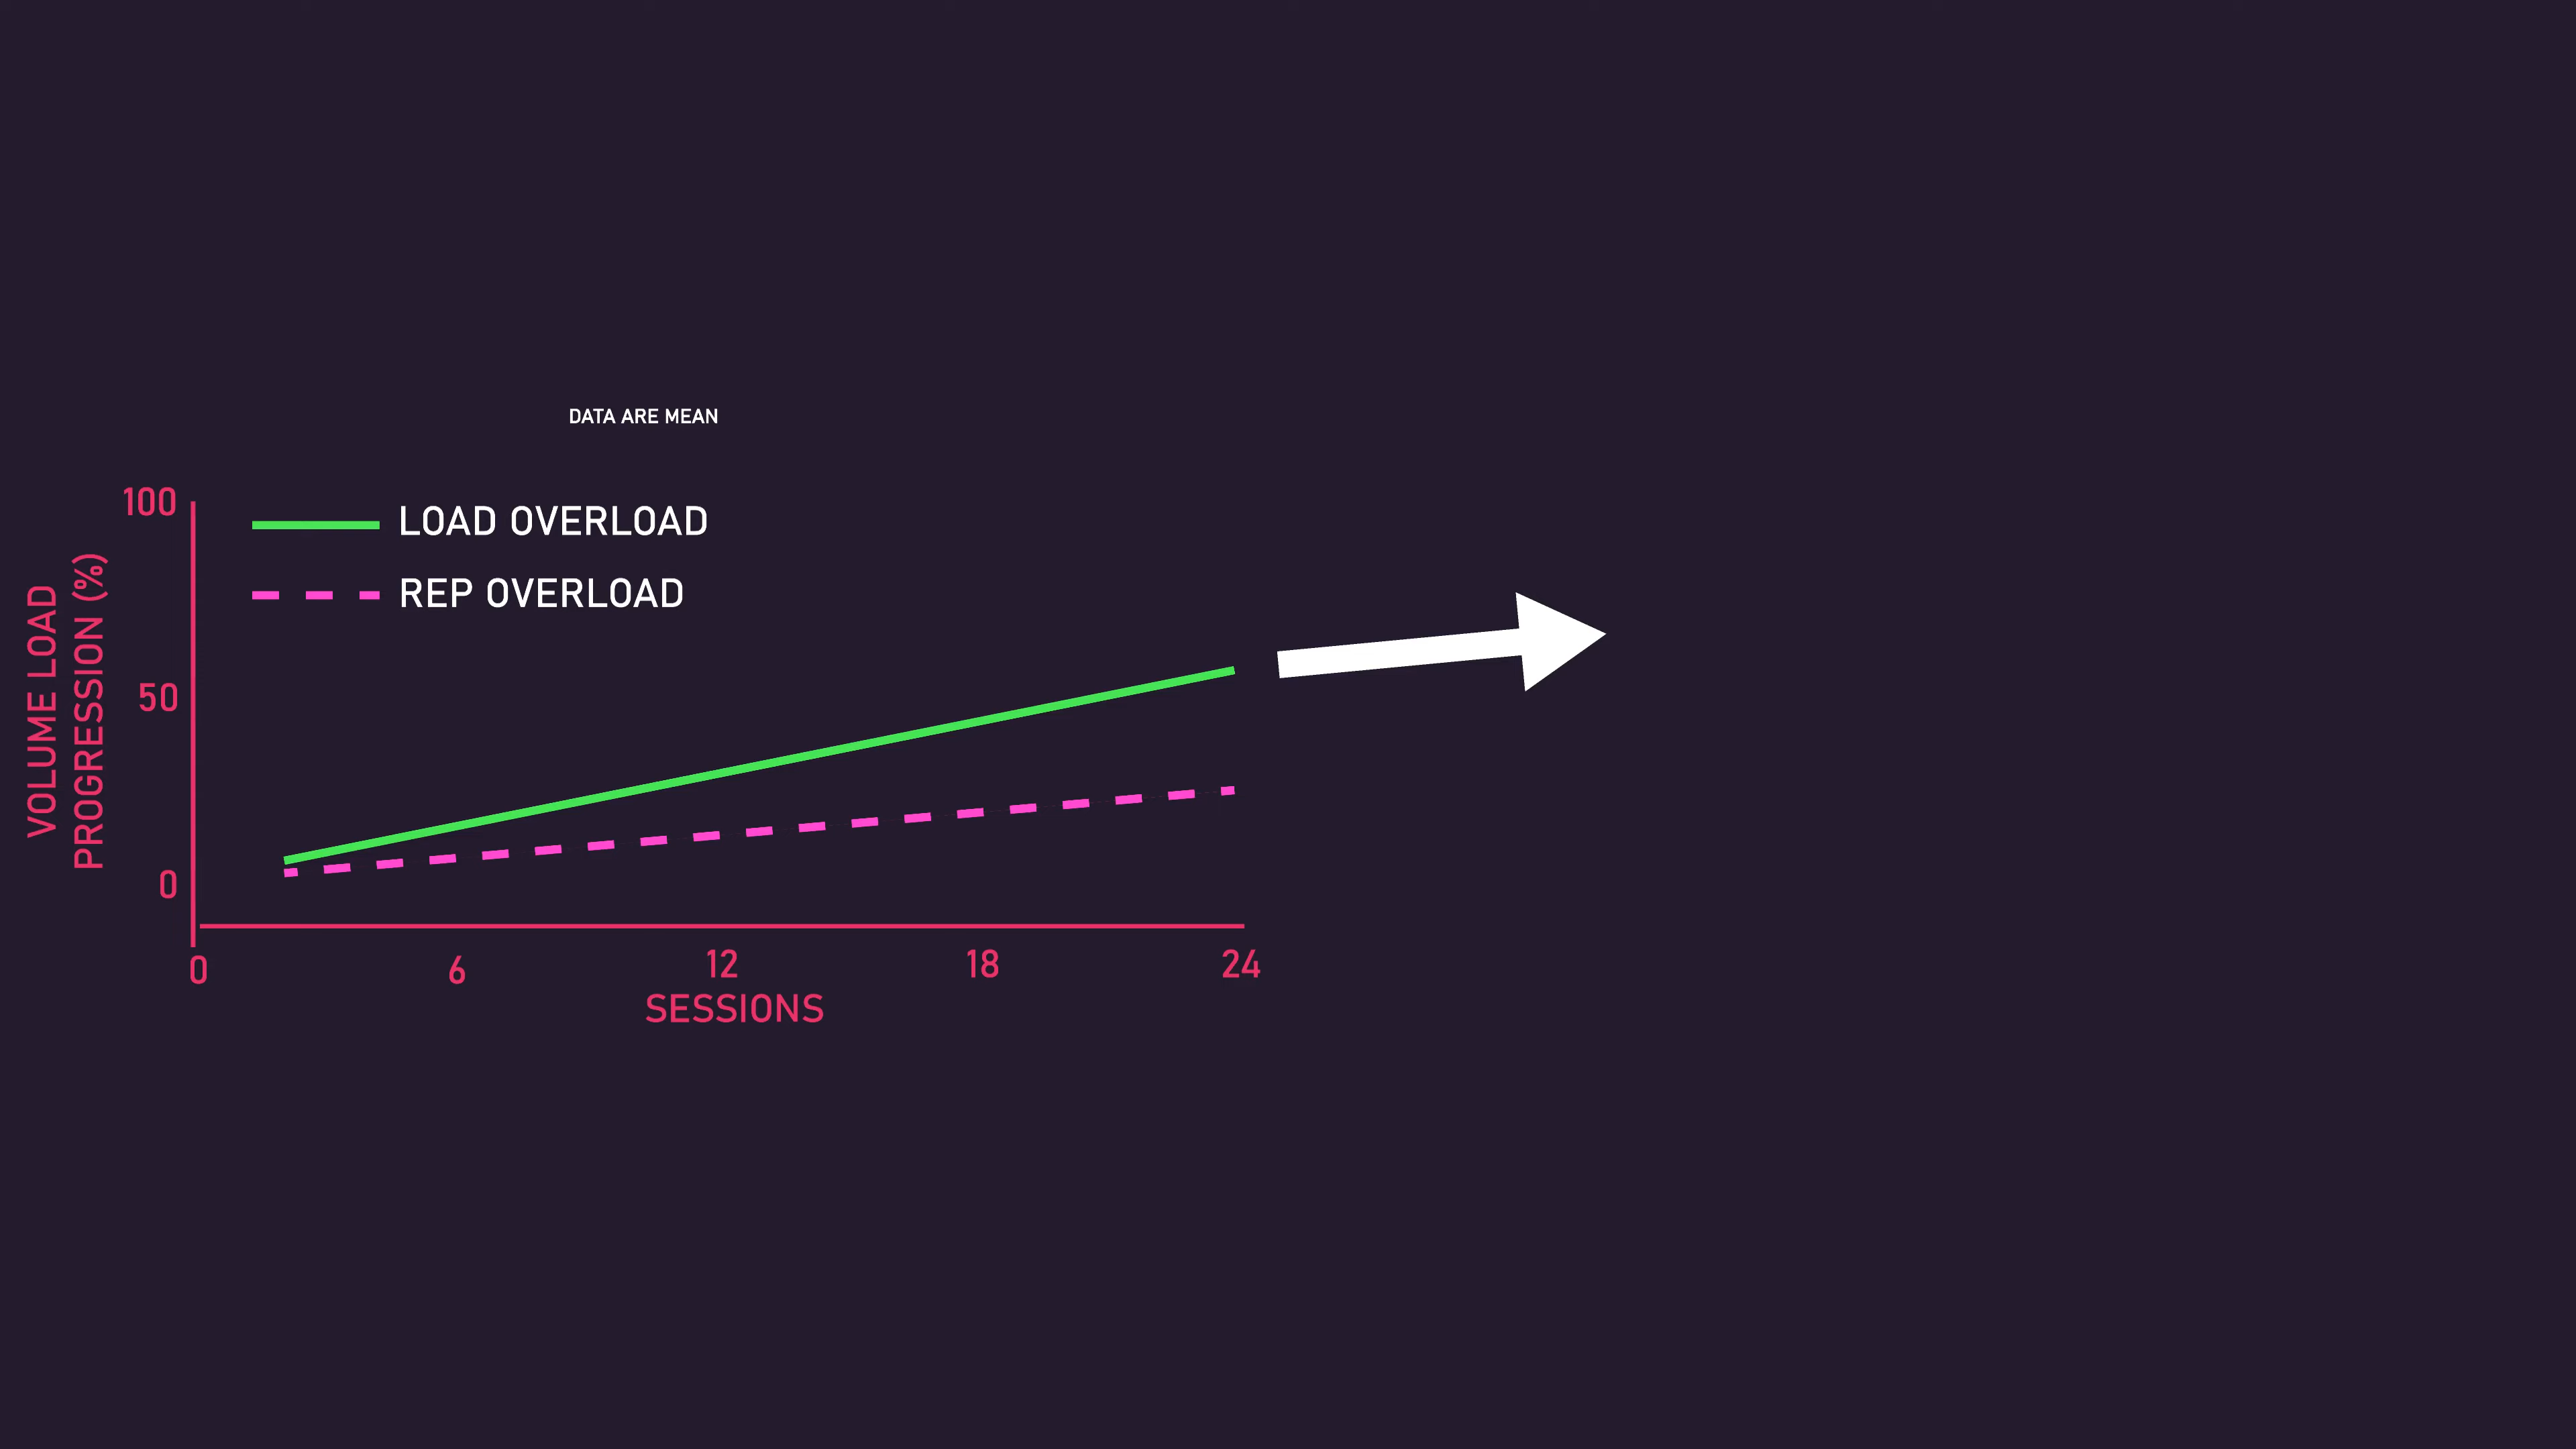 DATA ARE MEAN
100
LOAD OVERLOAD
REP OVERLOAD
VOLUME LOAD
PROGRESSION (%)
50
0
0 6 12 18 24
SESSIONS